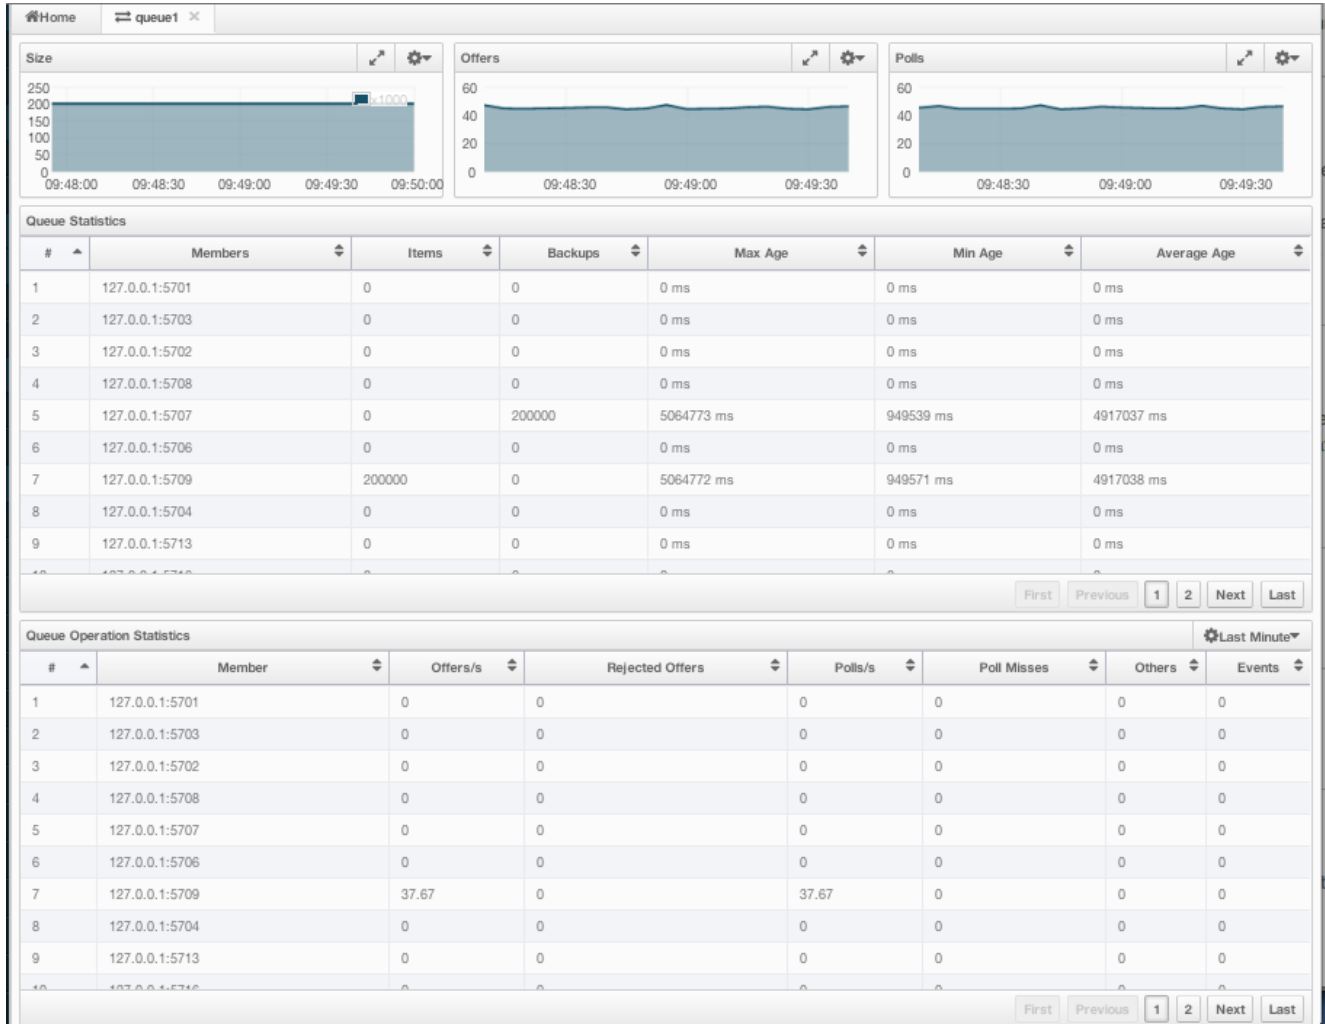 Home queue1
Size Offers Polls
x1000
250
200
150
100
50
0
09:48:00 09:48:30 09:49:00 09:49:30 09:50:00
60
40
20
0
09:48:30 09:49:00 09:49:30
60
40
20
0
09:48:30 09:49:00 09:49:30
Queue Statistics
# Members Items Backups Max Age Min Age Average Age
1 127.0.0.1:5701 0 0 0 ms 0 ms 0 ms
2 127.0.0.1:5703 0 0 0 ms 0 ms 0 ms
3 127.0.0.1:5702 0 0 0 ms 0 ms 0 ms
4 127.0.0.1:5708 0 0 0 ms 0 ms 0 ms
5 127.0.0.1:5707 0 200000 5064773 ms 949539 ms 4917037 ms
6 127.0.0.1:5706 0 0 0 ms 0 ms 0 ms
7 127.0.0.1:5709 200000 0 5064772 ms 949571 ms 4917038 ms
8 127.0.0.1:5704 0 0 0 ms 0 ms 0 ms
9 127.0.0.1:5713 0 0 0 ms 0 ms 0 ms
First Previous 1 2 Next Last
Queue Operation Statistics Last Minute
# Member Offers/s Rejected Offers Polls/s Poll Misses Others Events
1 127.0.0.1:5701 0 0 0 0 0 0
2 127.0.0.1:5703 0 0 0 0 0 0
3 127.0.0.1:5702 0 0 0 0 0 0
4 127.0.0.1:5708 0 0 0 0 0 0
5 127.0.0.1:5707 0 0 0 0 0 0
6 127.0.0.1:5706 0 0 0 0 0 0
7 127.0.0.1:5709 37.67 0 37.67 0 0 0
8 127.0.0.1:5704 0 0 0 0 0 0
9 127.0.0.1:5713 0 0 0 0 0 0
First Previous 1 2 Next Last